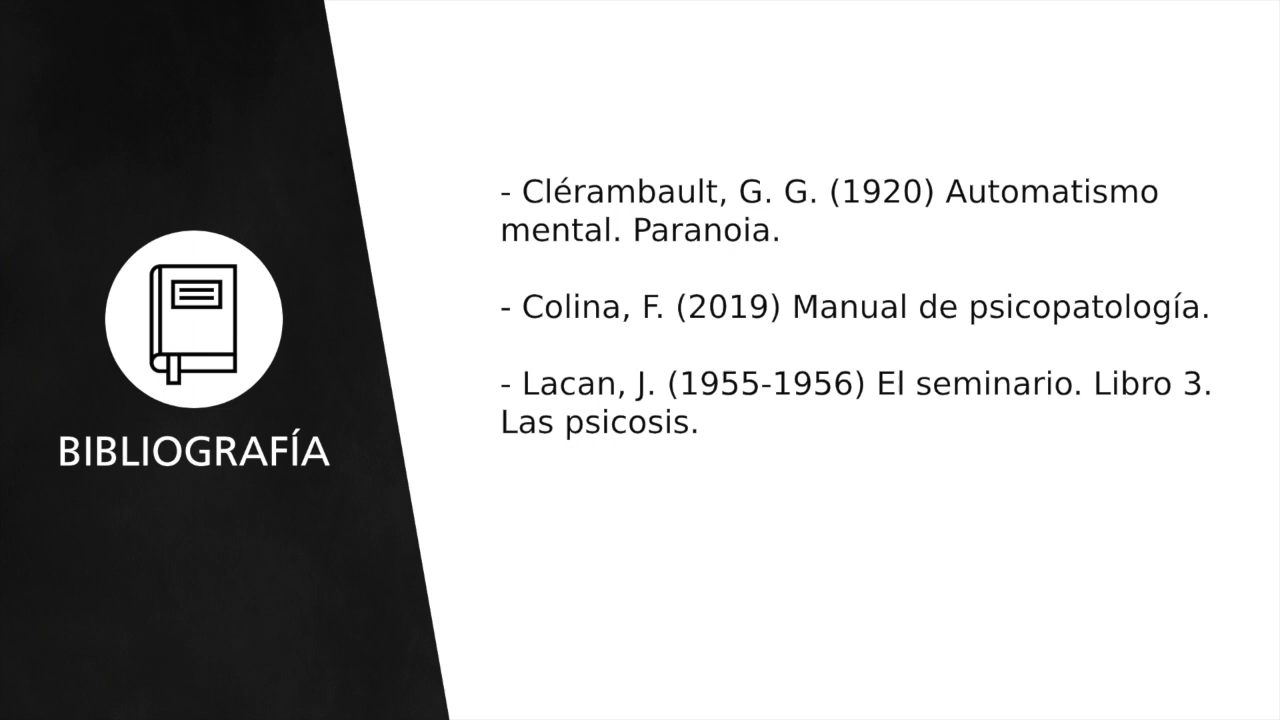 BIBLIOGRAFÍA
- Clérambault, G. G. (1920) Automatismo
mental. Paranoia.
- Colina, F. (2019) Manual de psicopatología.
- Lacan, J. (1955-1956) El seminario. Libro 3.
Las psicosis.